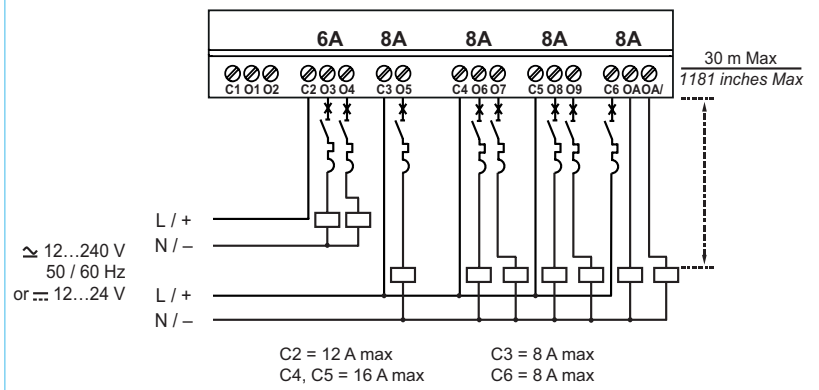 6A 8A 8A 8A 8A
C1 O1 O2 C2 O3 O4 C3 O5 C4 O6 O7 C5 O8 O9 C6 OA OA/
30 m Max
1181 inches Max
L / +
N / –
≃ 12...240 V
50 / 60 Hz
or ⎓ 12...24 V
L / +
N / –
C2 = 12 A max C3 = 8 A max
C4, C5 = 16 A max C6 = 8 A max